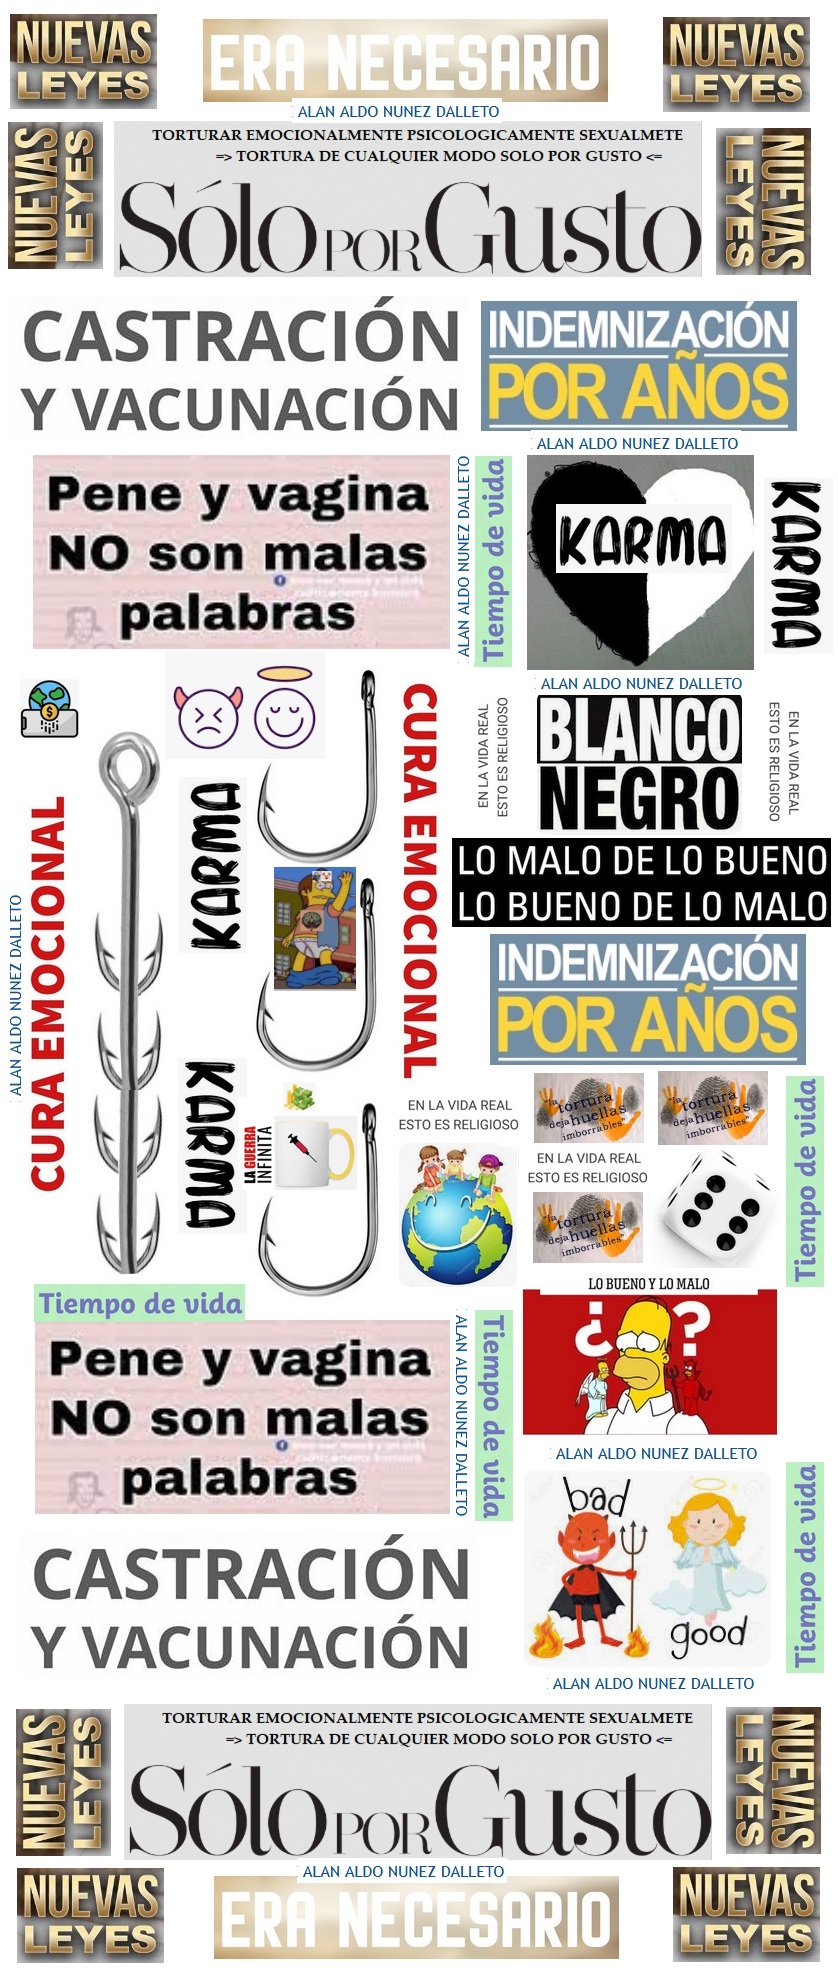 NUEVAS
LEYES
ERA NECESARIO
NUEVAS
LEYES
ALAN ALDO NUNEZ DALLETO
NUEVAS
LEYES
TORTURAR EMOCIONALMENTE PSICOLOGICAMENTE SEXUALMETE
=> TORTURA DE CUALQUIER MODO SOLO POR GUSTO <=
Sólo POR Gusto
NUEVAS
LEYES
CASTRACIÓN
Y VACUNACIÓN
INDEMNIZACIÓN
POR AÑOS
ALAN ALDO NUNEZ DALLETO
Pene y vagina
NO son malas
palabras
ALAN ALDO NUNEZ DALLETO
Tiempo de vida
KARMA
KARMA
ALAN ALDO NUNEZ DALLETO
CURA EMOCIONAL
EN LA VIDA REAL
ESTO ES RELIGIOSO
BLANCO
NEGRO
EN LA VIDA REAL
ESTO ES RELIGIOSO
ALAN ALDO NUNEZ DALLETO
CURA EMOCIONAL
KARMA
LO MALO DE LO BUENO
LO BUENO DE LO MALO
INDEMNIZACIÓN
POR AÑOS
KARMA
LA GUERRA
INFINITA
EN LA VIDA REAL
ESTO ES RELIGIOSO
"la
tortura
deja huellas
imborrables"
"la
tortura
deja huellas
imborrables"
Tiempo de vida
EN LA VIDA REAL
ESTO ES RELIGIOSO
"la
tortura
deja huellas
imborrables"
Tiempo de vida
LO BUENO Y LO MALO
¿ ?
Pene y vagina
NO son malas
palabras
ALAN ALDO NUNEZ DALLETO
Tiempo de vida
ALAN ALDO NUNEZ DALLETO
bad
good
Tiempo de vida
CASTRACIÓN
Y VACUNACIÓN
ALAN ALDO NUNEZ DALLETO
NUEVAS
LEYES
TORTURAR EMOCIONALMENTE PSICOLOGICAMENTE SEXUALMETE
=> TORTURA DE CUALQUIER MODO SOLO POR GUSTO <=
Sólo POR Gusto
NUEVAS
LEYES
ALAN ALDO NUNEZ DALLETO
NUEVAS
LEYES
ERA NECESARIO
NUEVAS
LEYES